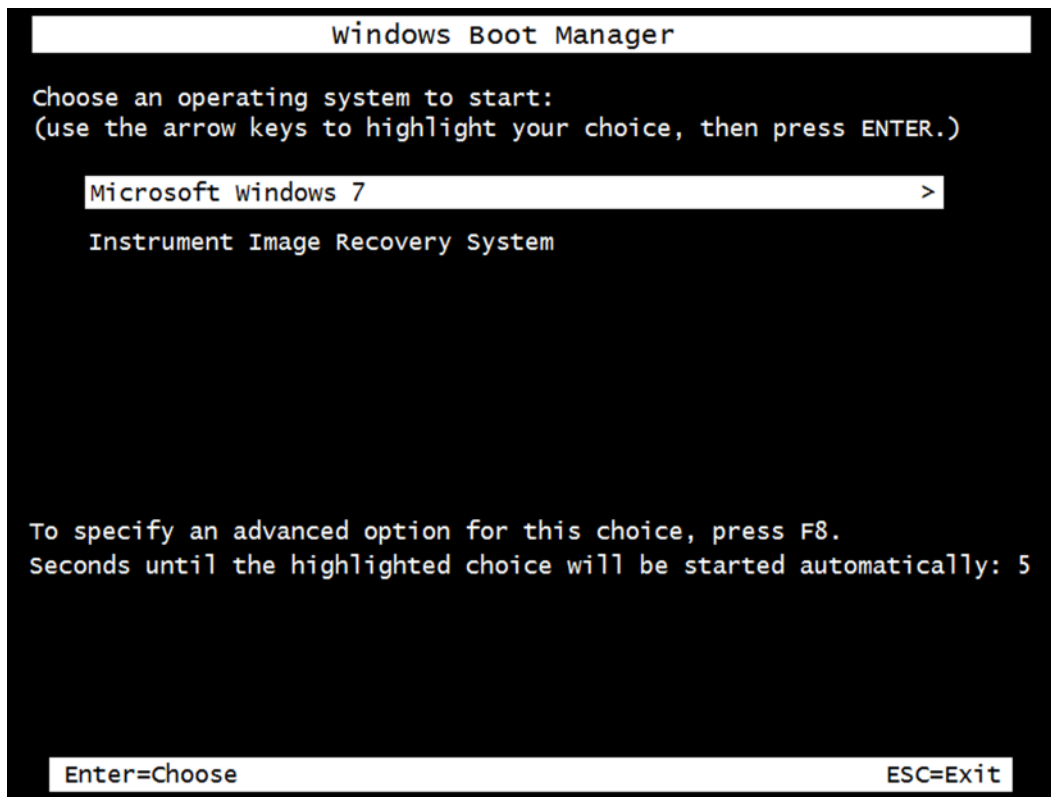 Windows Boot Manager
Choose an operating system to start:
(use the arrow keys to highlight your choice, then press ENTER.)
Microsoft Windows 7 >
Instrument Image Recovery System
To specify an advanced option for this choice, press F8.
Seconds until the highlighted choice will be started automatically: 5
Enter=Choose ESC=Exit